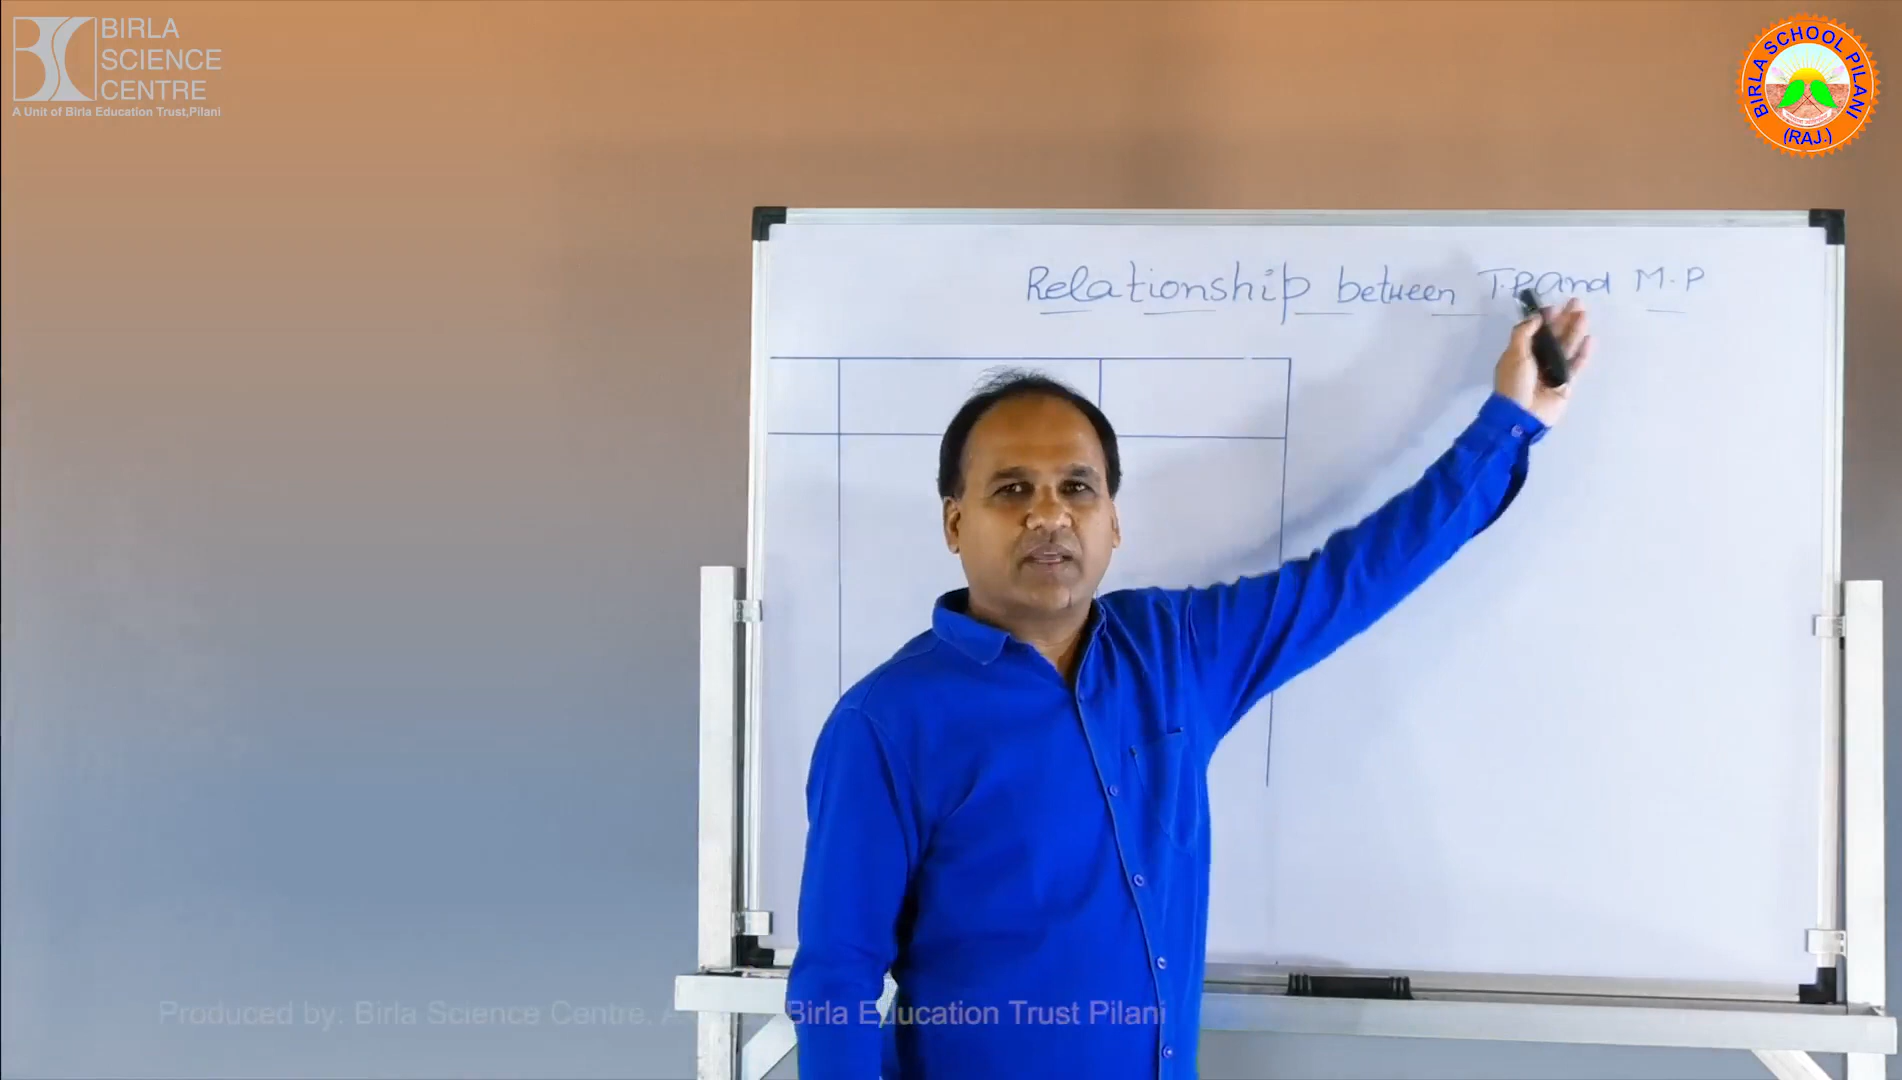 BIRLA
SCIENCE
CENTRE
A Unit of Birla Education Trust,Pilani
BIRLA SCHOOL PILANI
(RAJ.)
Relationship between T.P and M.P
Produced by: Birla Science Centre, A Birla Education Trust Pilani